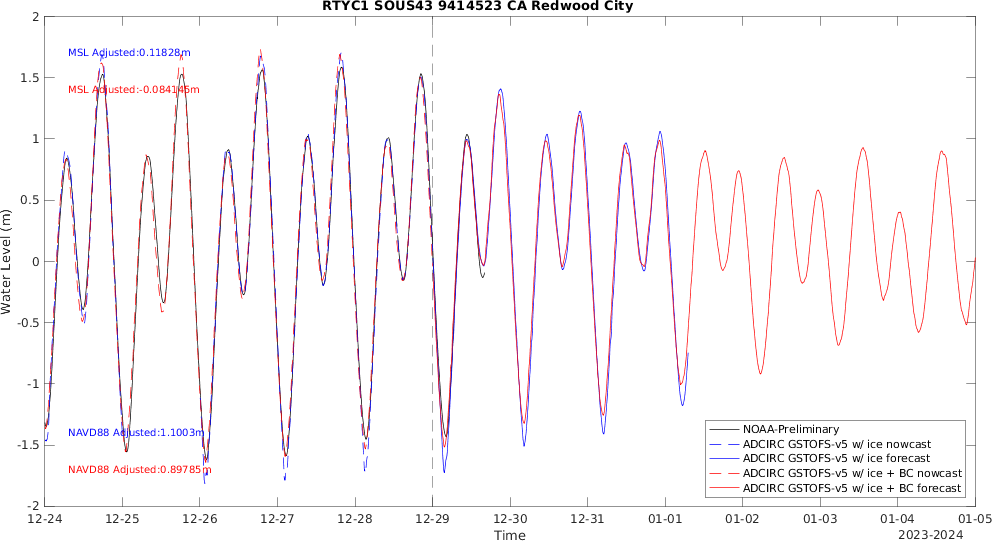 RTYC1 SOUS43 9414523 CA Redwood City
2
1.5
1
0.5
0
-0.5
-1
-1.5
-2
Water Level (m)
MSL Adjusted:0.11828m
MSL Adjusted:-0.084145m
NAVD88 Adjusted:1.1003m
NAVD88 Adjusted:0.89785m
NOAA-Preliminary
ADCIRC GSTOFS-v5 w/ ice nowcast
ADCIRC GSTOFS-v5 w/ ice forecast
ADCIRC GSTOFS-v5 w/ ice + BC nowcast
ADCIRC GSTOFS-v5 w/ ice + BC forecast
12-24 12-25 12-26 12-27 12-28 12-29 12-30 12-31 01-01 01-02 01-03 01-04 01-05
Time
2023-2024